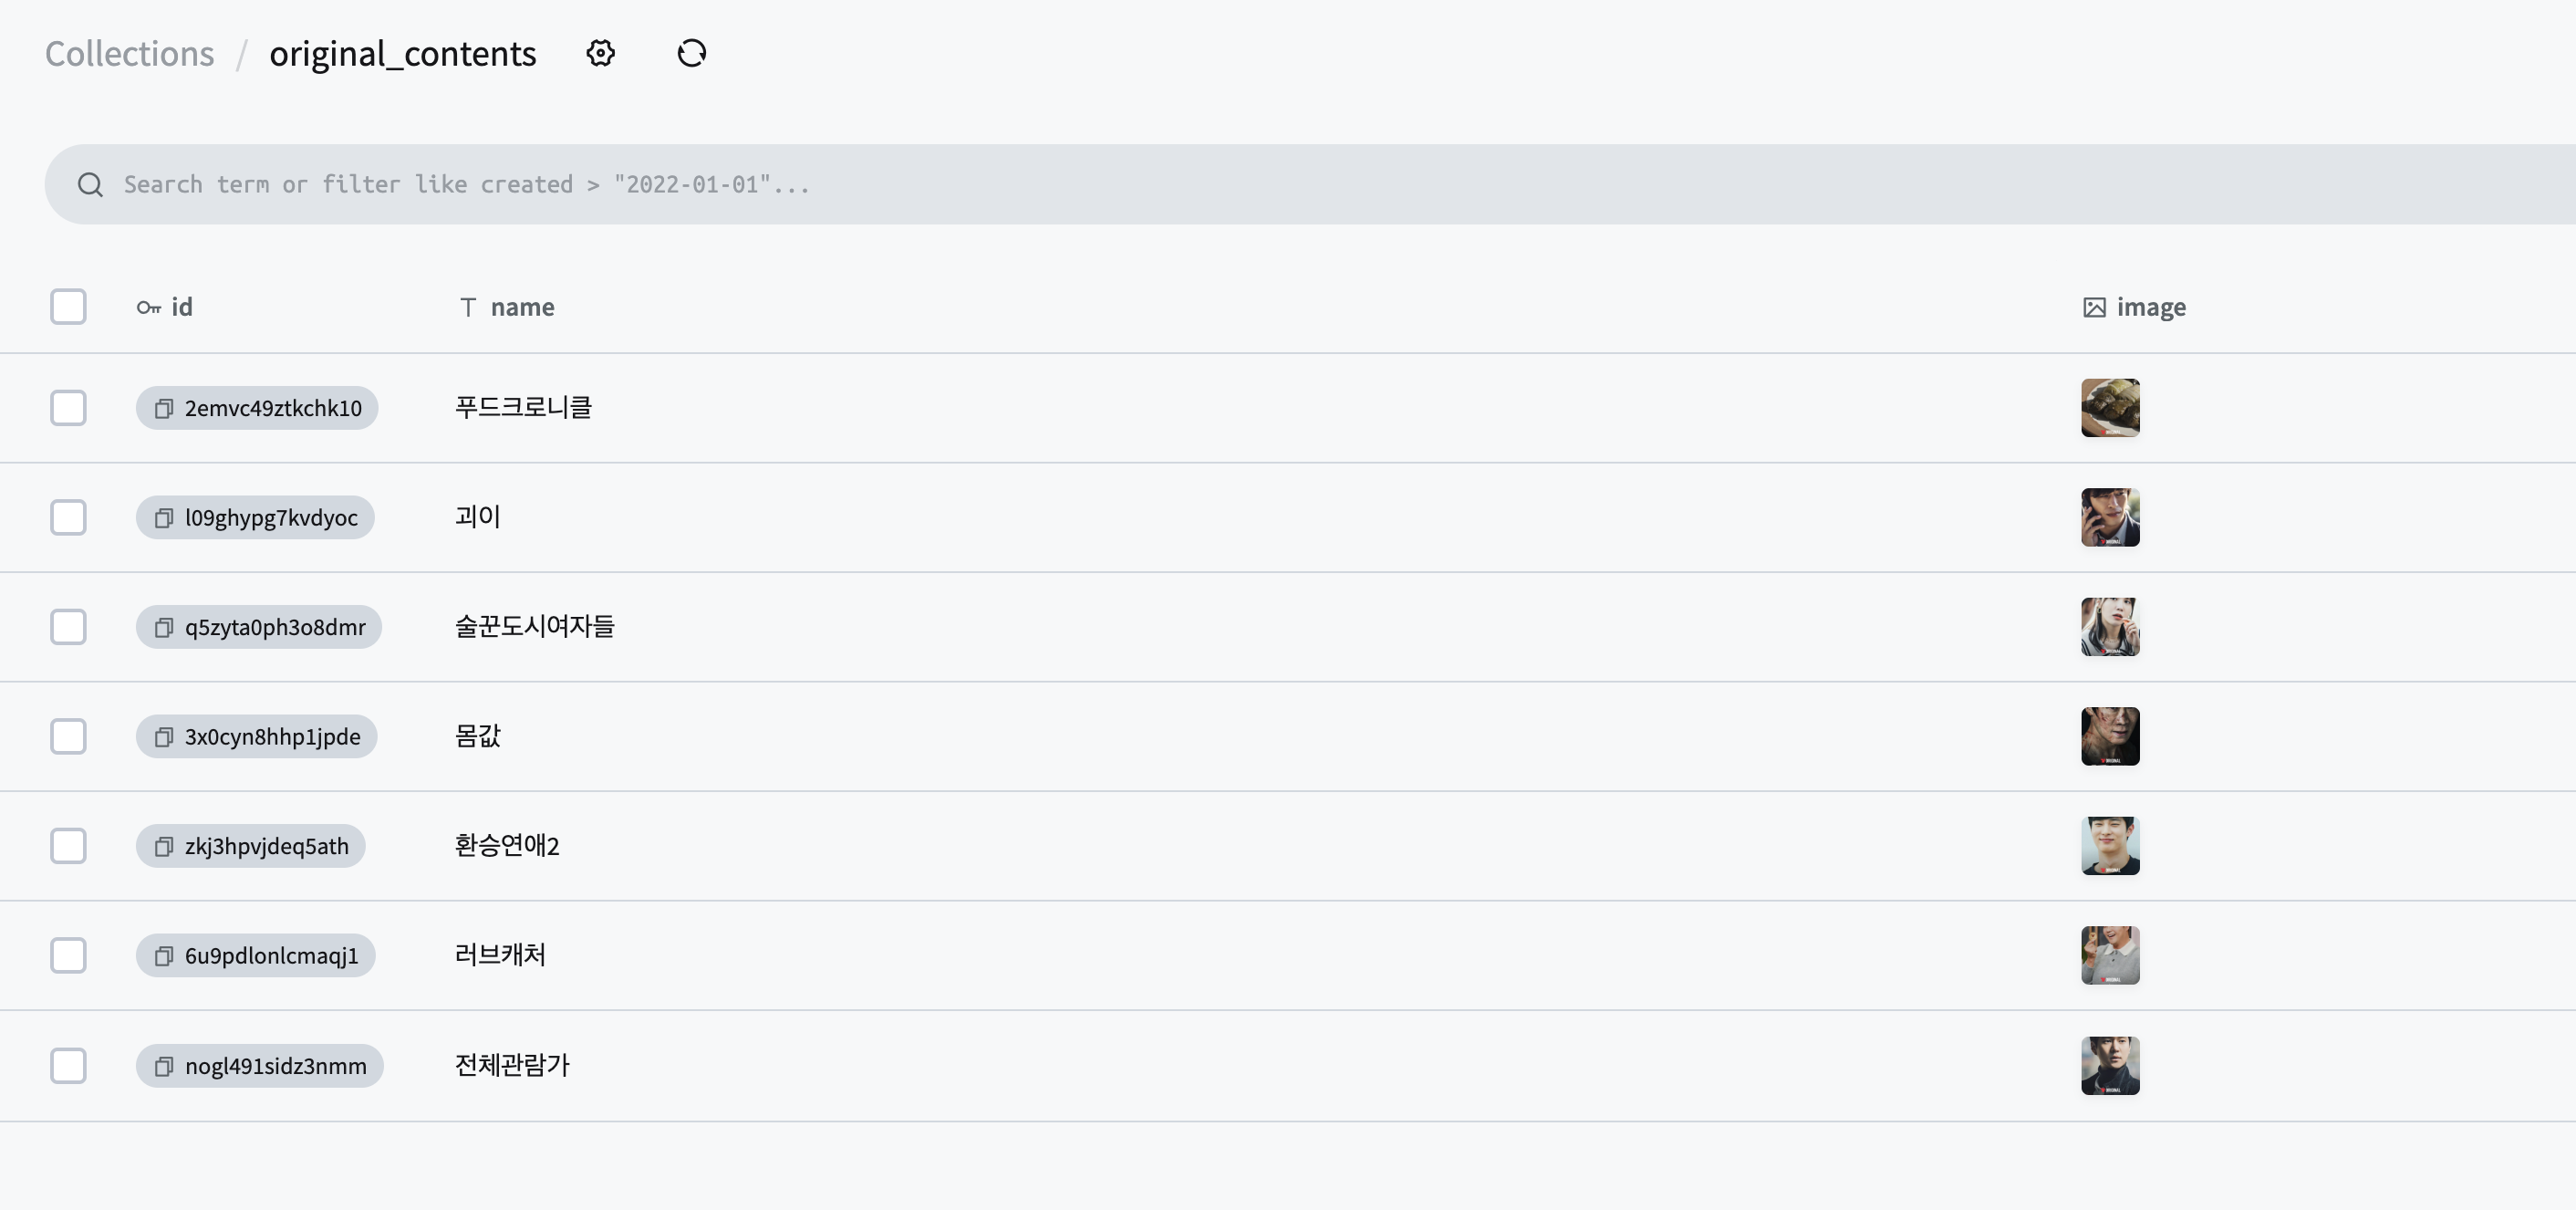 Collections / original_contents
Search term or filter like created > "2022-01-01"...
id name image
2emvc49ztkchk10 푸드크로니클
l09ghypg7kvdyoc 괴이
q5zyta0ph3o8dmr 술꾼도시여자들
3x0cyn8hhp1jpde 몸값
zkj3hpvjdeq5ath 환승연애2
6u9pdlonlcmaqj1 러브캐처
nogl491sidz3nmm 전체관람가